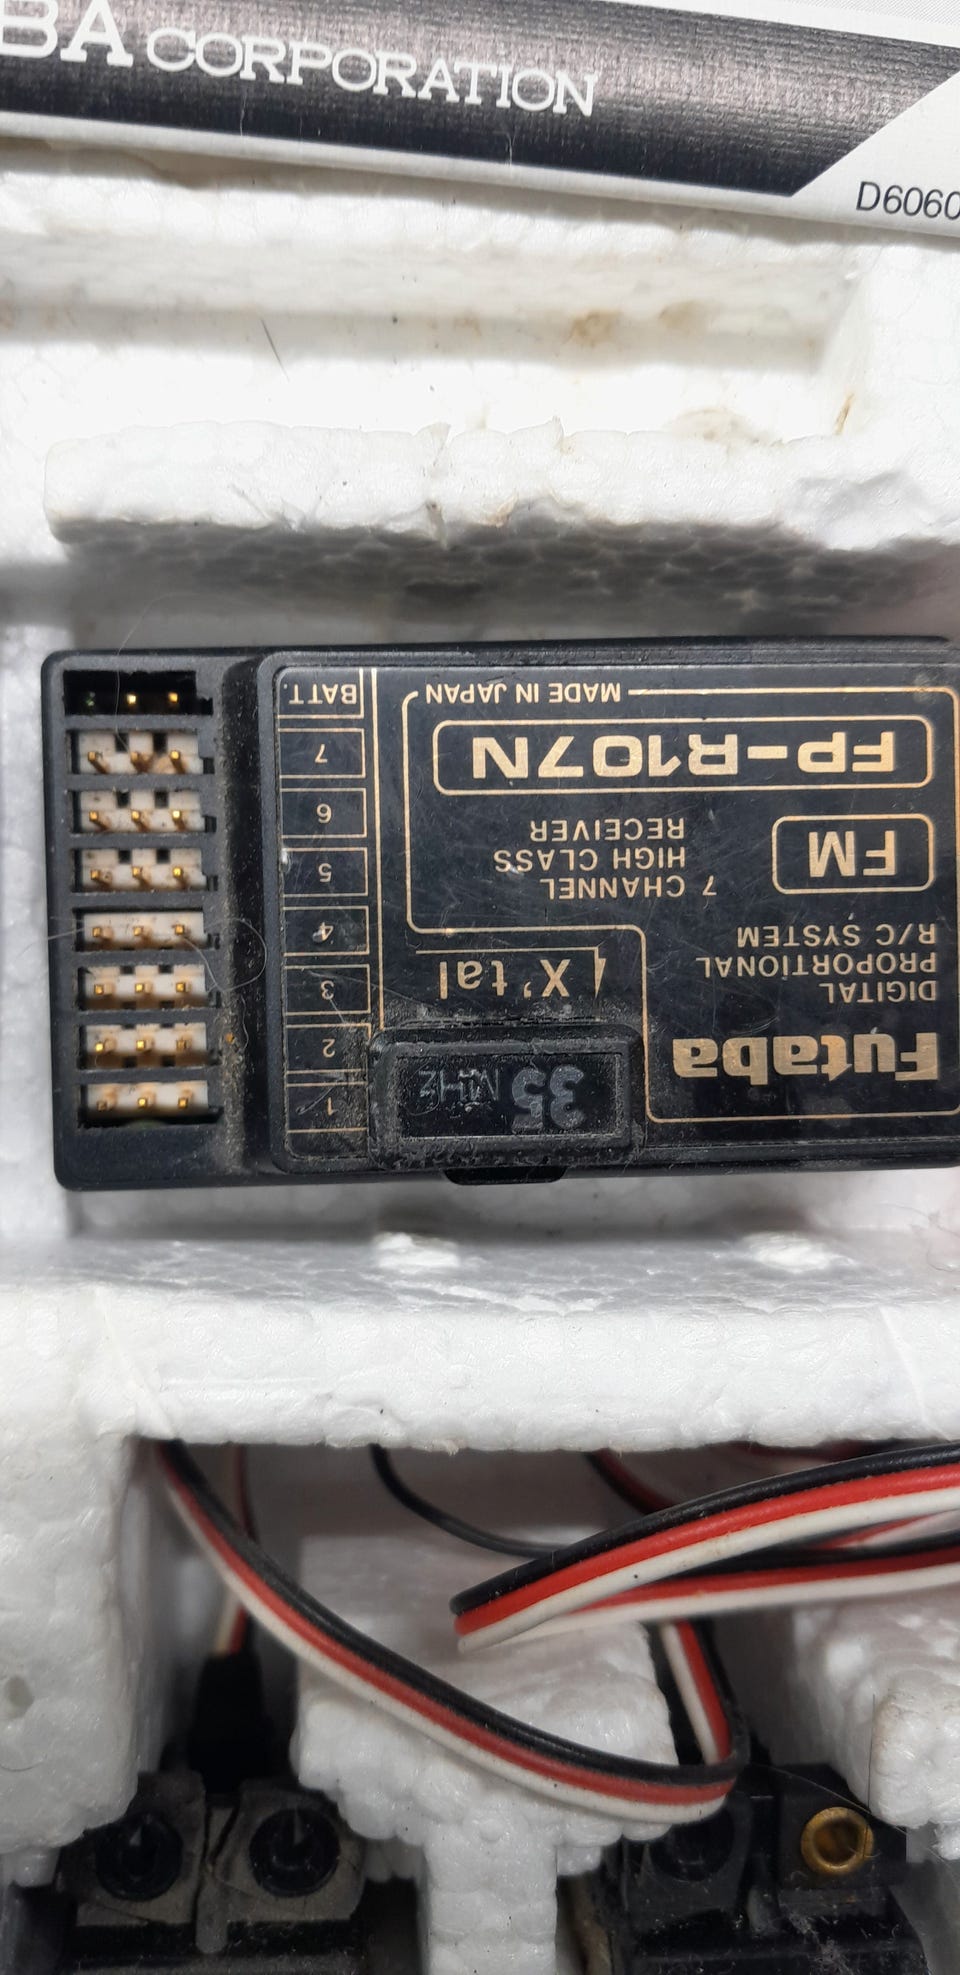 BA CORPORATION
D6060
Futaba
DIGITAL
PROPORTIONAL
R/C SYSTEM
FM
7 CHANNEL
HIGH CLASS
RECEIVER
FP-R107N
MADE IN JAPAN
X'tal
35 MHz
1
2
3
4
5
6
7
BATT.